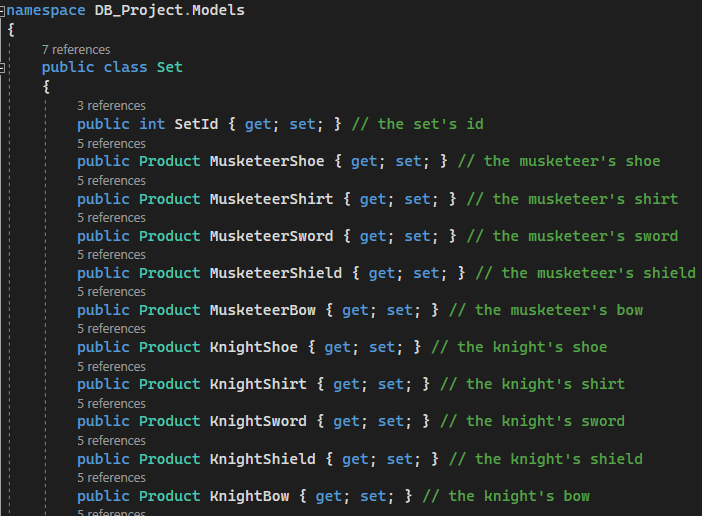 namespace DB_Project.Models
{
7 references
public class Set
{
3 references
public int SetId { get; set; } // the set's id
5 references
public Product MusketeerShoe { get; set; } // the musketeer's shoe
5 references
public Product MusketeerShirt { get; set; } // the musketeer's shirt
5 references
public Product MusketeerSword { get; set; } // the musketeer's sword
5 references
public Product MusketeerShield { get; set; } // the musketeer's shield
5 references
public Product MusketeerBow { get; set; } // the musketeer's bow
5 references
public Product KnightShoe { get; set; } // the knight's shoe
5 references
public Product KnightShirt { get; set; } // the knight's shirt
5 references
public Product KnightSword { get; set; } // the knight's sword
5 references
public Product KnightShield { get; set; } // the knight's shield
5 references
public Product KnightBow { get; set; } // the knight's bow
5 references